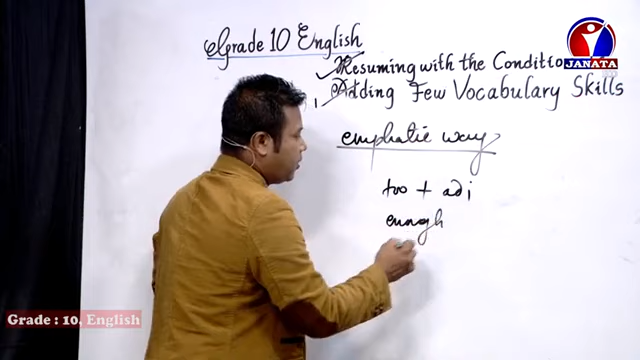 Grade 10 English
Resuming with the Conditio
Adding Few Vocabulary Skills
emphatic way
too + adj
enough
JANATA
HD
Grade : 10. English